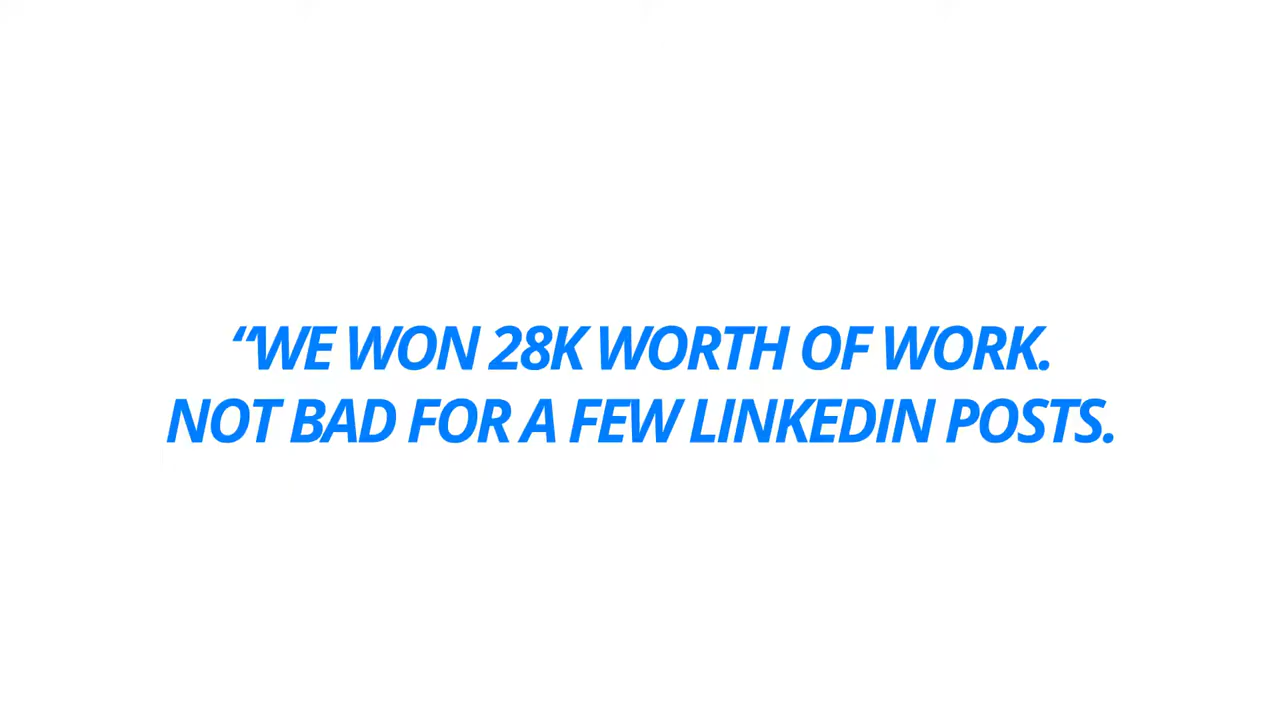 “WE WON 28K WORTH OF WORK.
NOT BAD FOR A FEW LINKEDIN POSTS.